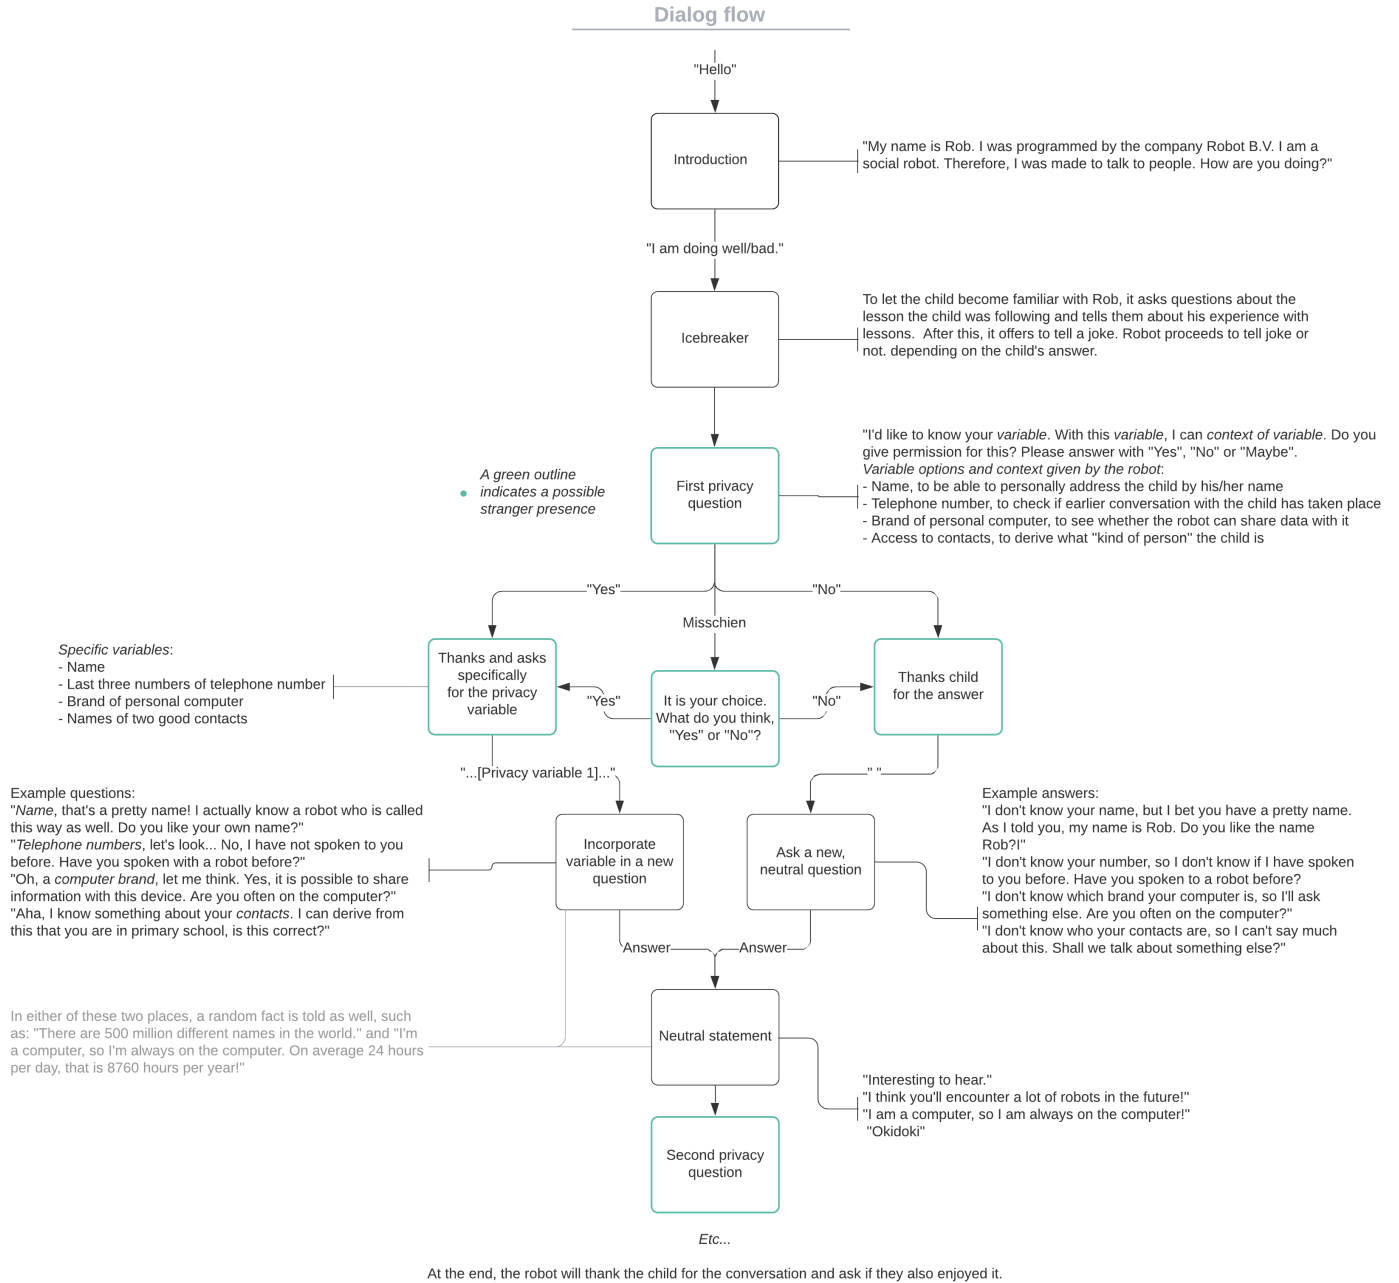 Dialog flow
"Hello"
Introduction
"My name is Rob. I was programmed by the company Robot B.V. I am a
social robot. Therefore, I was made to talk to people. How are you doing?"
"I am doing well/bad."
Icebreaker
To let the child become familiar with Rob, it asks questions about the
lesson the child was following and tells them about his experience with
lessons.  After this, it offers to tell a joke. Robot proceeds to tell joke or
not. depending on the child's answer.
A green outline
indicates a possible
stranger presence
First privacy
question
"I'd like to know your variable. With this variable, I can context of variable. Do you
give permission for this? Please answer with "Yes", "No" or "Maybe".
Variable options and context given by the robot:
- Name, to be able to personally address the child by his/her name
- Telephone number, to check if earlier conversation with the child has taken place
- Brand of personal computer, to see whether the robot can share data with it
- Access to contacts, to derive what "kind of person" the child is
"Yes"
Misschien
"No"
Specific variables:
- Name
- Last three numbers of telephone number
- Brand of personal computer
- Names of two good contacts
Thanks and asks
specifically
for the privacy
variable
"Yes"
It is your choice.
What do you think,
"Yes" or "No"?
"No"
Thanks child
for the answer
"...[Privacy variable 1]..."
" "
Example questions:
"Name, that's a pretty name! I actually know a robot who is called
this way as well. Do you like your own name?"
"Telephone numbers, let's look... No, I have not spoken to you
before. Have you spoken with a robot before?"
"Oh, a computer brand, let me think. Yes, it is possible to share
information with this device. Are you often on the computer?"
"Aha, I know something about your contacts. I can derive from
this that you are in primary school, is this correct?"
Incorporate
variable in a new
question
Ask a new,
neutral question
Example answers:
"I don't know your name, but I bet you have a pretty name.
As I told you, my name is Rob. Do you like the name
Rob?I"
"I don't know your number, so I don't know if I have spoken
to you before. Have you spoken to a robot before?
"I don't know which brand your computer is, so I'll ask
something else. Are you often on the computer?"
"I don't know who your contacts are, so I can't say much
about this. Shall we talk about something else?"
Answer
Answer
In either of these two places, a random fact is told as well, such
as: "There are 500 million different names in the world." and "I'm
a computer, so I'm always on the computer. On average 24 hours
per day, that is 8760 hours per year!"
Neutral statement
"Interesting to hear."
"I think you'll encounter a lot of robots in the future!"
"I am a computer, so I am always on the computer!"
"Okidoki"
Second privacy
question
Etc...
At the end, the robot will thank the child for the conversation and ask if they also enjoyed it.